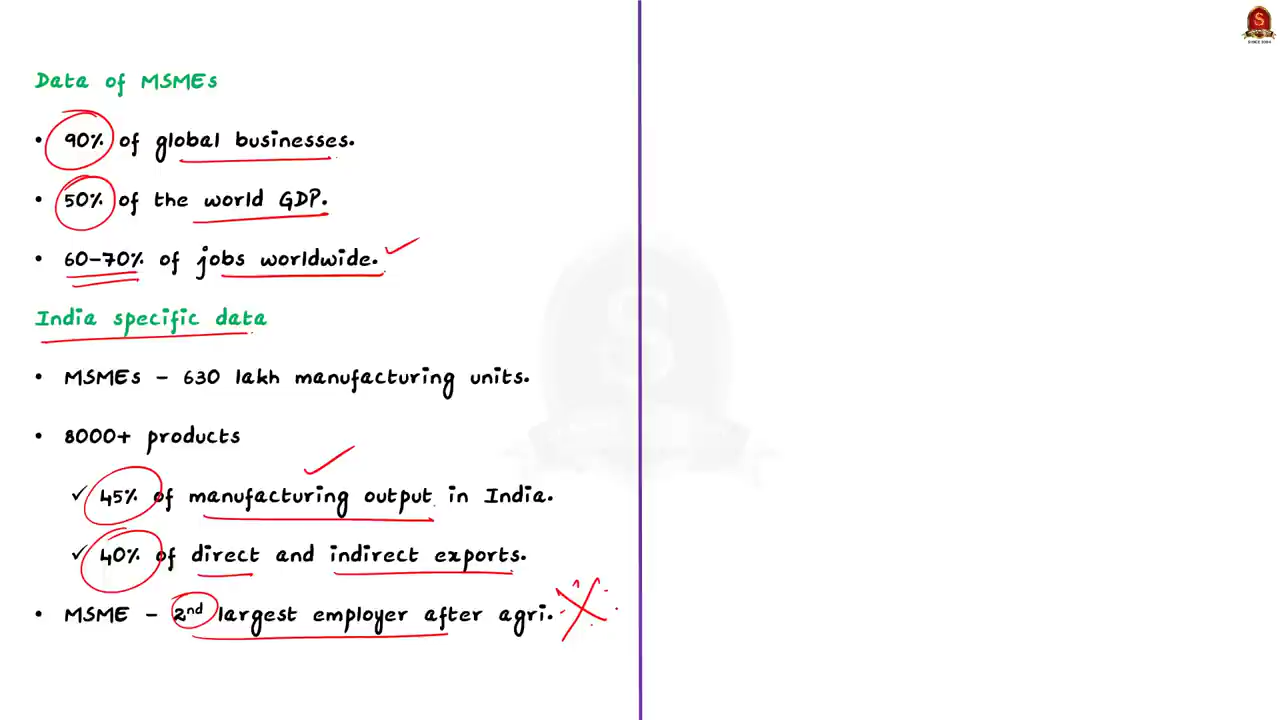 Data of MSMEs
• 90% of global businesses.
• 50% of the world GDP.
• 60-70% of jobs worldwide.
India specific data
• MSMEs - 630 lakh manufacturing units.
• 8000+ products
✓ 45% of manufacturing output in India.
✓ 40% of direct and indirect exports.
• MSME - 2nd largest employer after agri.
S